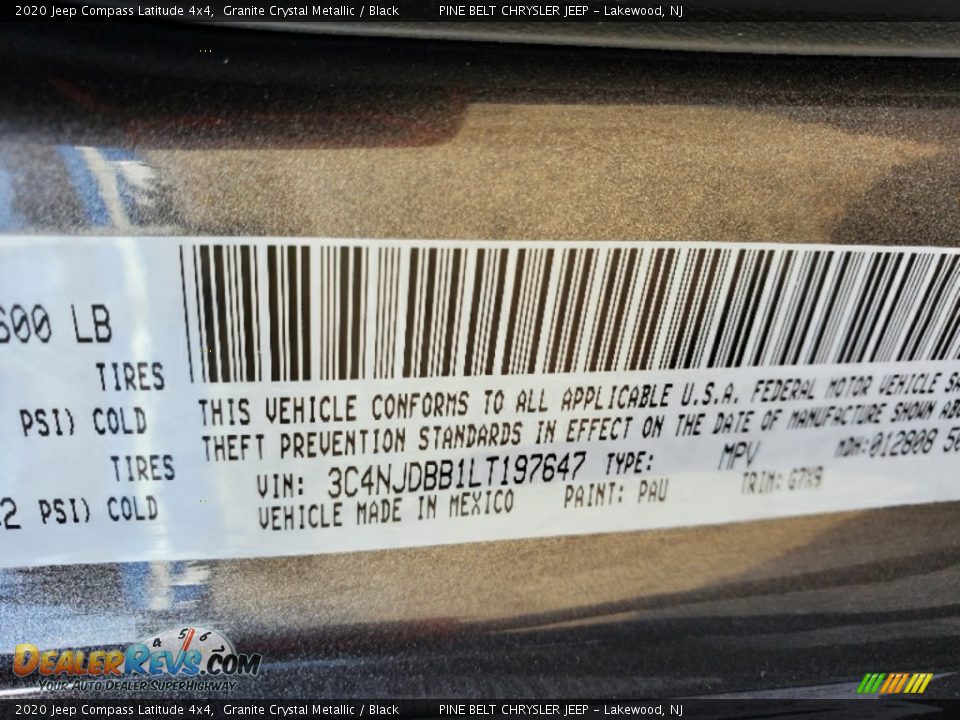 2020 Jeep Compass Latitude 4x4, Granite Crystal Metallic / Black PINE BELT CHRYSLER JEEP - Lakewood, NJ
600 LB
TIRES
PSI) COLD
TIRES
2 PSI) COLD
THIS VEHICLE CONFORMS TO ALL APPLICABLE U.S.A. FEDERAL MOTOR VEHICLE SA
THEFT PREVENTION STANDARDS IN EFFECT ON THE DATE OF MANUFACTURE SHOWN ABO
VIN: 3C4NJDBB1LT197647 TYPE: MPV MDH:012808 50
VEHICLE MADE IN MEXICO PAINT: PAU TRIM:
4 5 6
DEALERREVS.COM
YOUR AUTO DEALER SUPERHIGHWAY
2020 Jeep Compass Latitude 4x4, Granite Crystal Metallic / Black PINE BELT CHRYSLER JEEP - Lakewood, NJ